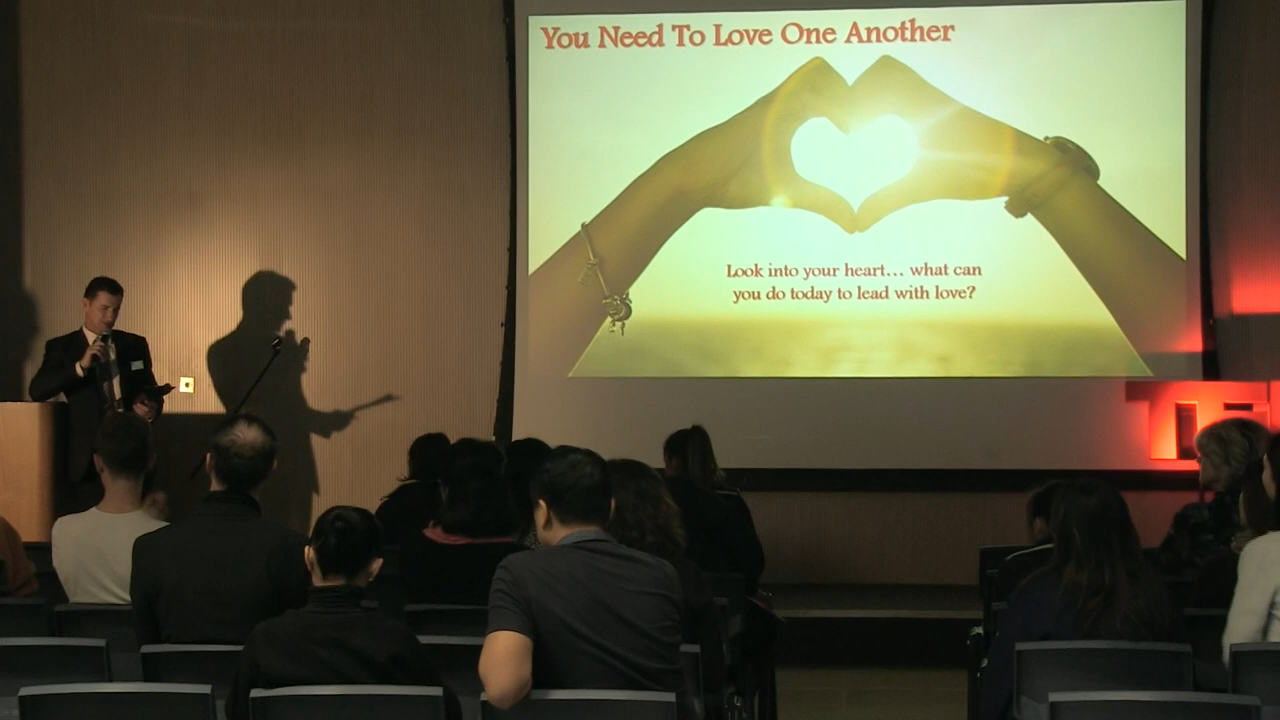 You Need To Love One Another
Look into your heart... what can
you do today to lead with love?